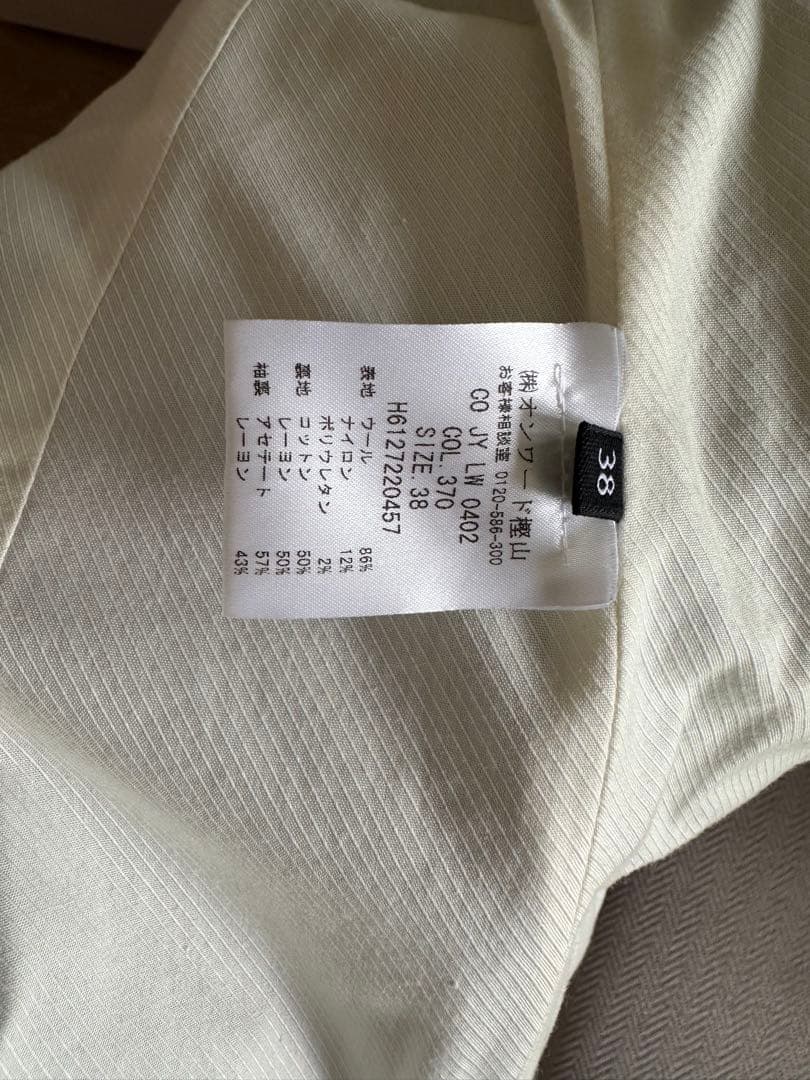 ㈱オンワード樫山
お客様相談室 0120-586-300
CO JY LW 0402
COL. 370
SIZE. 38
H6127220457
表地 ウール 86%
ナイロン 12%
ポリウレタン 2%
裏地 コットン 50%
レーヨン 50%
袖裏 アセテート 57%
レーヨン 43%
38